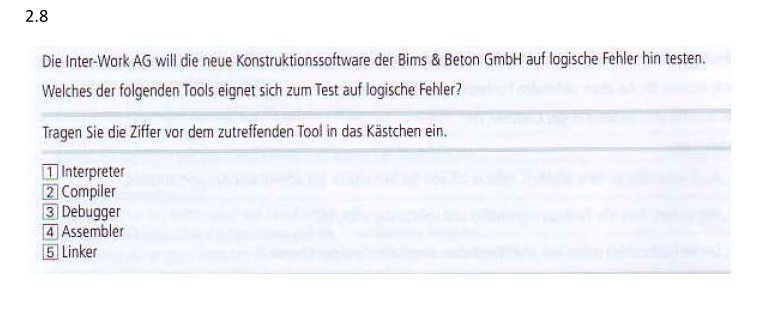 2.8
Die Inter-Work AG will die neue Konstruktionssoftware der Bims & Beton GmbH auf logische Fehler hin testen.
Welches der folgenden Tools eignet sich zum Test auf logische Fehler?
Tragen Sie die Ziffer vor dem zutreffenden Tool in das Kästchen ein.
1 Interpreter
2 Compiler
3 Debugger
4 Assembler
5 Linker